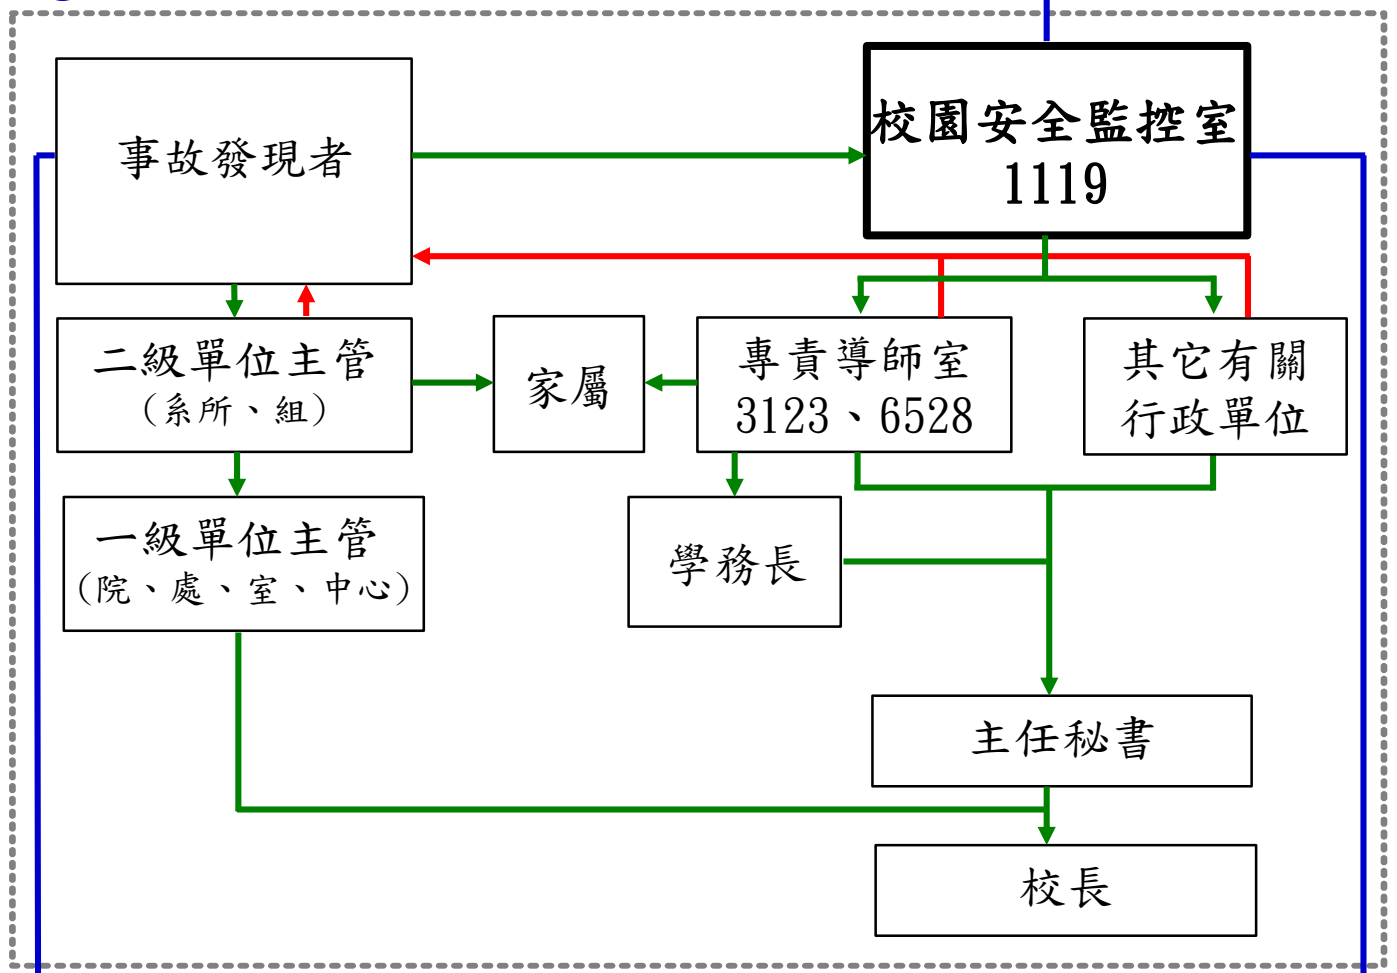 事故發現者
校園安全監控室
1119
二級單位主管
(系所、組)
家屬
專責導師室
3123、6528
其它有關
行政單位
一級單位主管
(院、處、室、中心)
學務長
主任秘書
校長